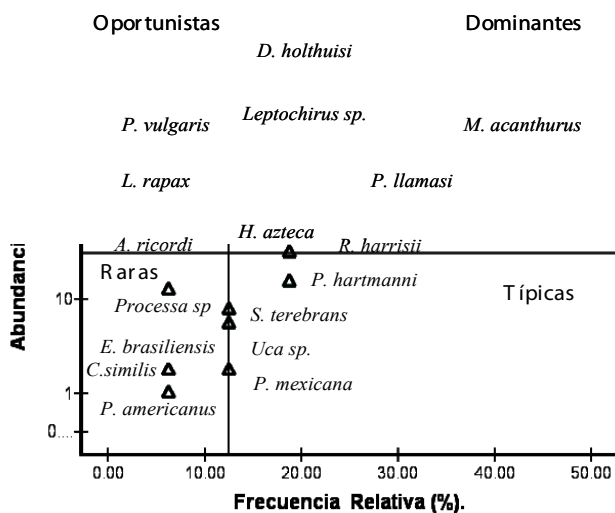 Oportunistas Dominantes
D. holthuisi
Leptochirus sp.
P. vulgaris M. acanthurus
L. rapax P. llamasi
H. azteca
A. ricordi R. harrisii
Raras P. hartmanni
Típicas
10
Processa sp S. terebrans
E. brasiliensis Uca sp.
C.similis P. mexicana
1
P. americanus
0....
Abundanci
0.00 10.00 20.00 30.00 40.00 50.00
Frecuencia Relativa (%).